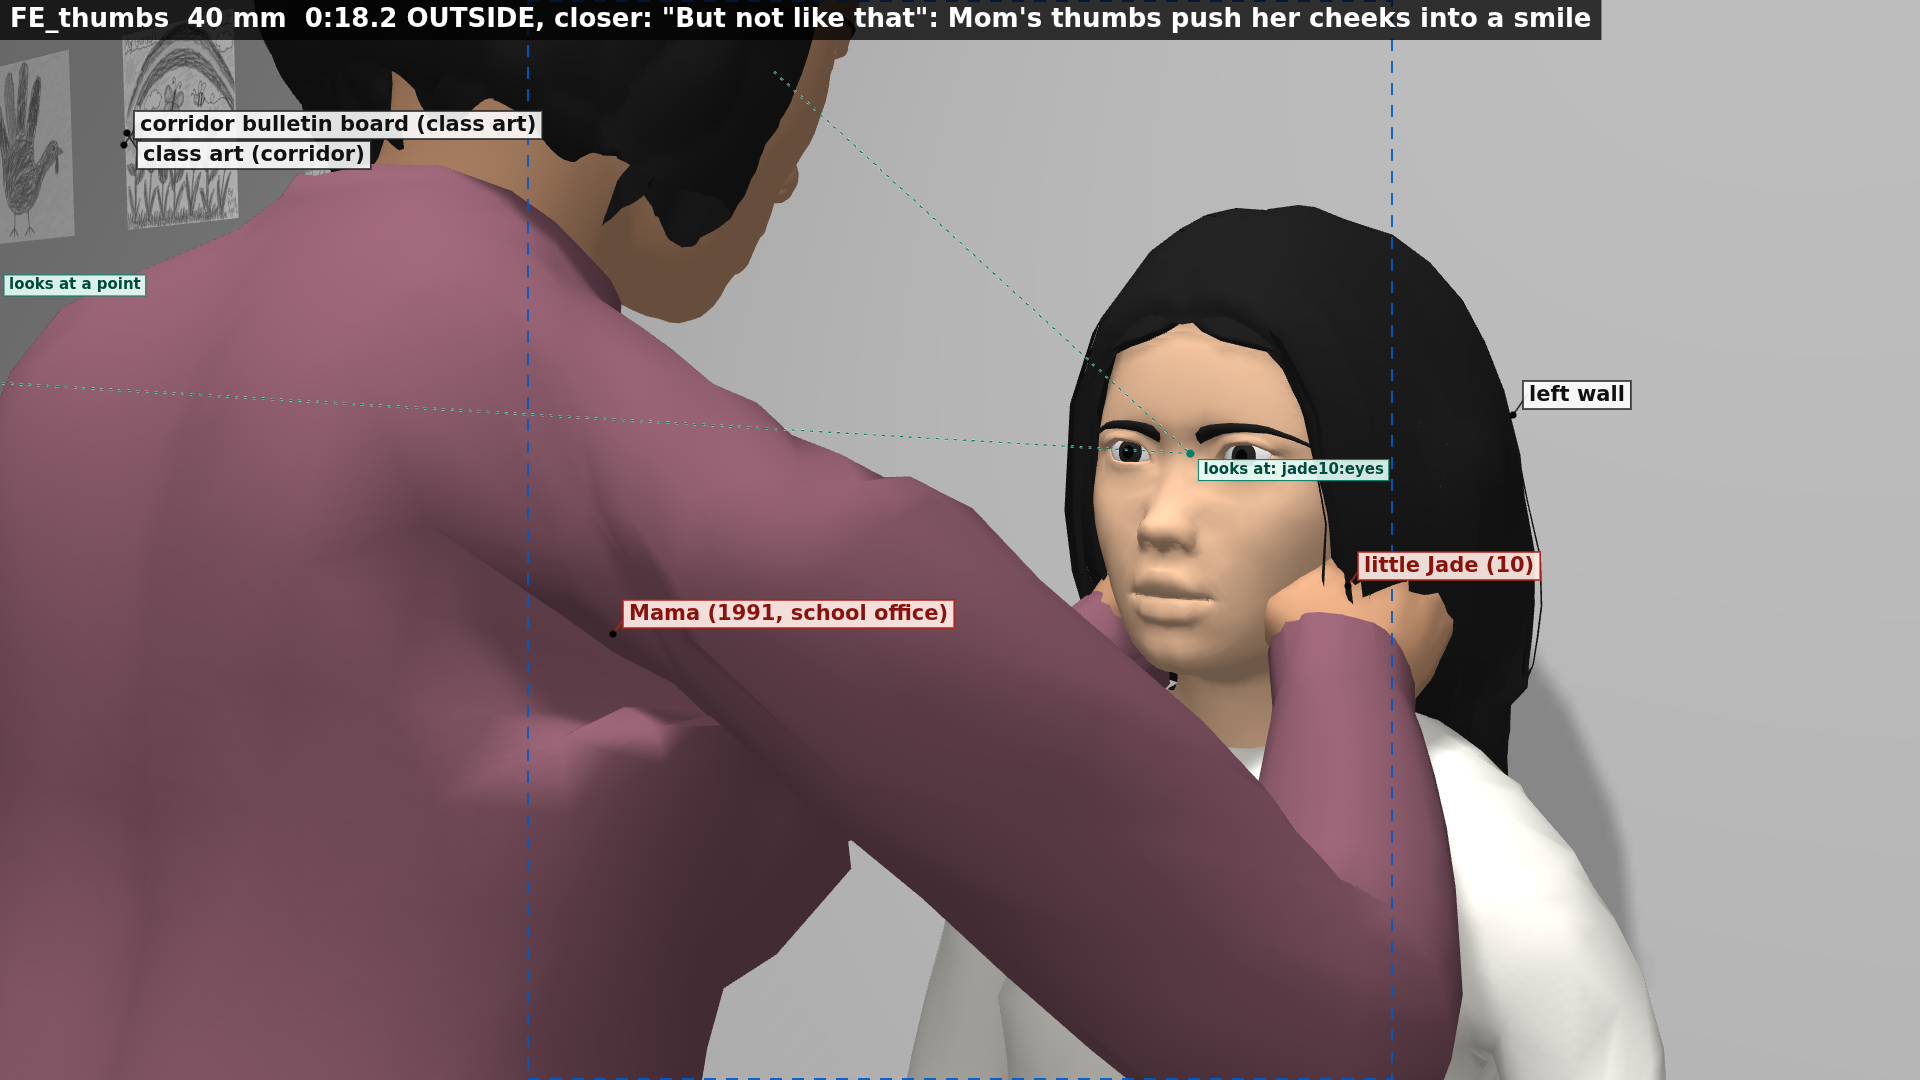 FE_thumbs  40 mm  0:18.2 OUTSIDE, closer: "But not like that": Mom's thumbs push her cheeks into a smile
corridor bulletin board (class art)
class art (corridor)
looks at a point
left wall
looks at: jade10:eyes
little Jade (10)
Mama (1991, school office)